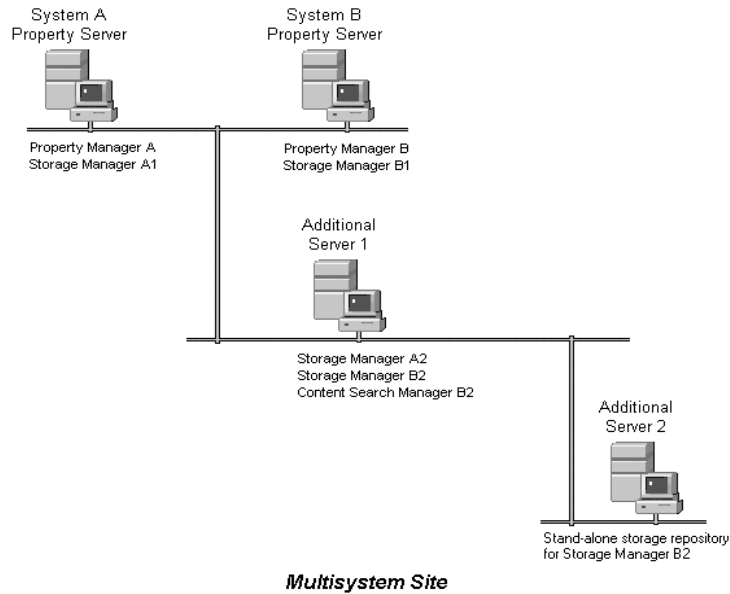 System A
Property Server
System B
Property Server
Property Manager A
Storage Manager A1
Property Manager B
Storage Manager B1
Additional
Server 1
Storage Manager A2
Storage Manager B2
Content Search Manager B2
Additional
Server 2
Stand-alone storage repository
for Storage Manager B2
Multisystem Site